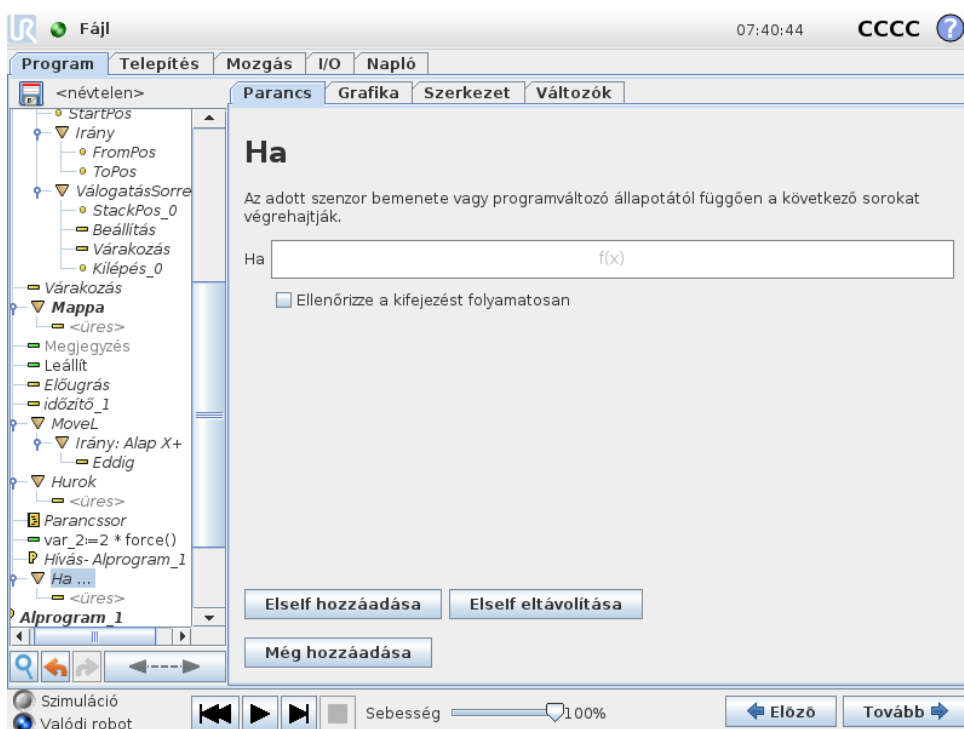 UR Fájl 07:40:44 CCCC ?
Program Telepítés Mozgás I/O Napló
<névtelen>
Parancs Grafika Szerkezet Változók
StartPos
Irány
FromPos
ToPos
VálogatásSorre
StackPos_0
Beállítás
Várakozás
Kilépés_0
Várakozás
Mappa
<üres>
Megjegyzés
Leállít
Előugrás
időzítő_1
MoveL
Irány: Alap X+
Eddig
Hurok
<üres>
Parancssor
var_2:=2 * force()
P Hívás- Alprogram_1
Ha ...
<üres>
Alprogram_1
Ha
Az adott szenzor bemenete vagy programváltozó állapotától függően a következő sorokat
végrehajtják.
Ha f(x)
Ellenőrizze a kifejezést folyamatosan
ElseIf hozzáadása ElseIf eltávolítása
Még hozzáadása
Szimuláció
Valódi robot
Sebesség 100%
Előző Tovább